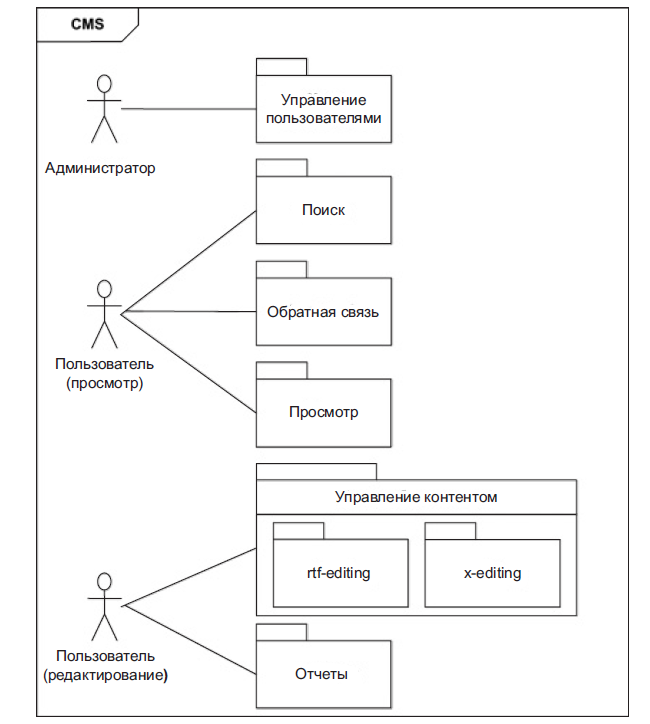 CMS
Управление
пользователями
Администратор
Поиск
Обратная связь
Пользователь
(просмотр)
Просмотр
Управление контентом
rtf-editing
x-editing
Пользователь
(редактирование)
Отчеты